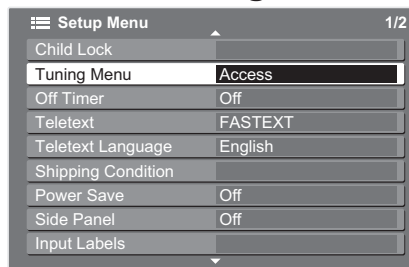 Setup Menu 1/2
Child Lock
Tuning Menu Access
Off Timer Off
Teletext FASTEXT
Teletext Language English
Shipping Condition
Power Save Off
Side Panel Off
Input Labels